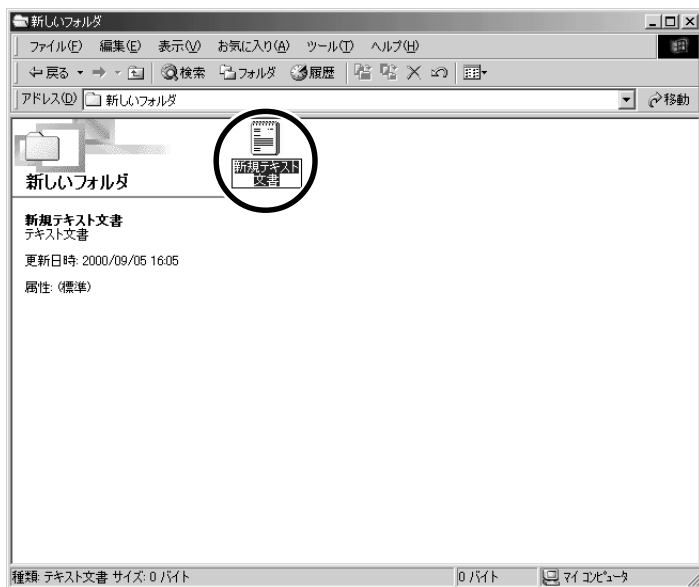 新しいフォルダ
ファイル(F) 編集(E) 表示(V) お気に入り(A) ツール(T) ヘルプ(H)
戻る 検索 フォルダ 履歴
アドレス(D) 新しいフォルダ 移動
新規テキスト
文書
新しいフォルダ
新規テキスト文書
テキスト文書
更新日時: 2000/09/05 16:05
属性: (標準)
種類: テキスト文書 サイズ: 0 バイト 0 バイト マイ コンピュータ